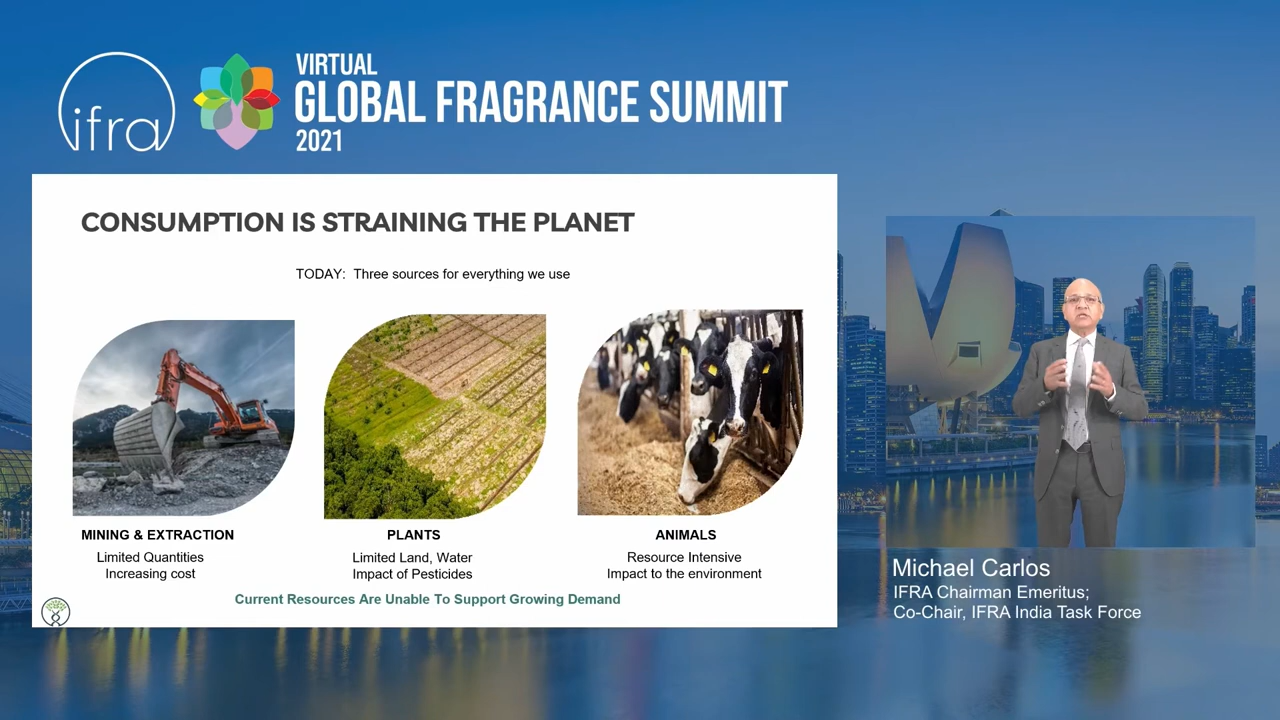 ifra
VIRTUAL
GLOBAL FRAGRANCE SUMMIT
2021
CONSUMPTION IS STRAINING THE PLANET
TODAY: Three sources for everything we use
MINING & EXTRACTION
Limited Quantities
Increasing cost
PLANTS
Limited Land, Water
Impact of Pesticides
ANIMALS
Resource Intensive
Impact to the environment
Current Resources Are Unable To Support Growing Demand
Michael Carlos
IFRA Chairman Emeritus;
Co-Chair, IFRA India Task Force